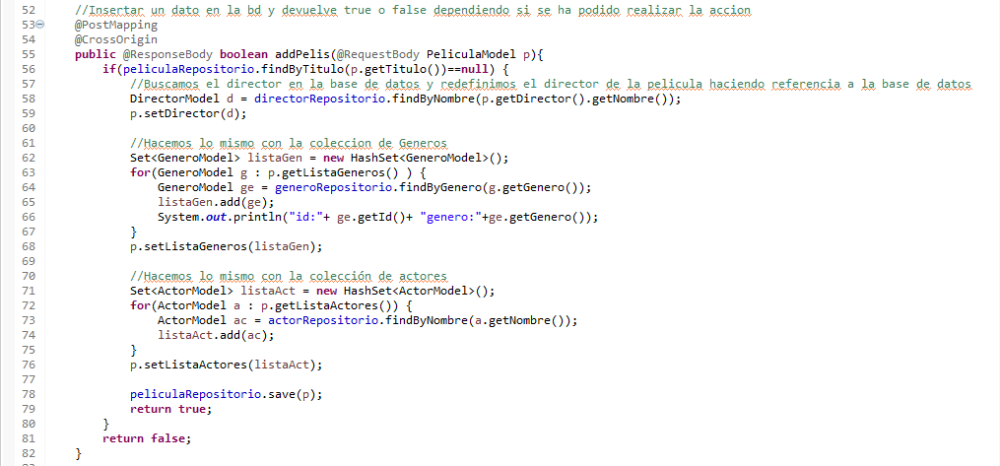 52 //Insertar un dato en la bd y devuelve true o false dependiendo si se ha podido realizar la accion
53 @PostMapping
54 @CrossOrigin
55 public @ResponseBody boolean addPelis(@RequestBody PeliculaModel p){
56 if(peliculaRepositorio.findByTitulo(p.getTitulo())==null) {
57 //Buscamos el director en la base de datos y redefinimos el director de la pelicula haciendo referencia a la base de datos
58 DirectorModel d = directorRepositorio.findByNombre(p.getDirector().getNombre());
59 p.setDirector(d);
60
61 //Hacemos lo mismo con la coleccion de Generos
62 Set<GeneroModel> listaGen = new HashSet<GeneroModel>();
63 for(GeneroModel g : p.getListaGeneros() ) {
64 GeneroModel ge = generoRepositorio.findByGenero(g.getGenero());
65 listaGen.add(ge);
66 System.out.println("id:"+ ge.getId()+ "genero:"+ge.getGenero());
67 }
68 p.setListaGeneros(listaGen);
69
70 //Hacemos lo mismo con la colección de actores
71 Set<ActorModel> listaAct = new HashSet<ActorModel>();
72 for(ActorModel a : p.getListaActores()) {
73 ActorModel ac = actorRepositorio.findByNombre(a.getNombre());
74 listaAct.add(ac);
75 }
76 p.setListaActores(listaAct);
77
78 peliculaRepositorio.save(p);
79 return true;
80 }
81 return false;
82 }